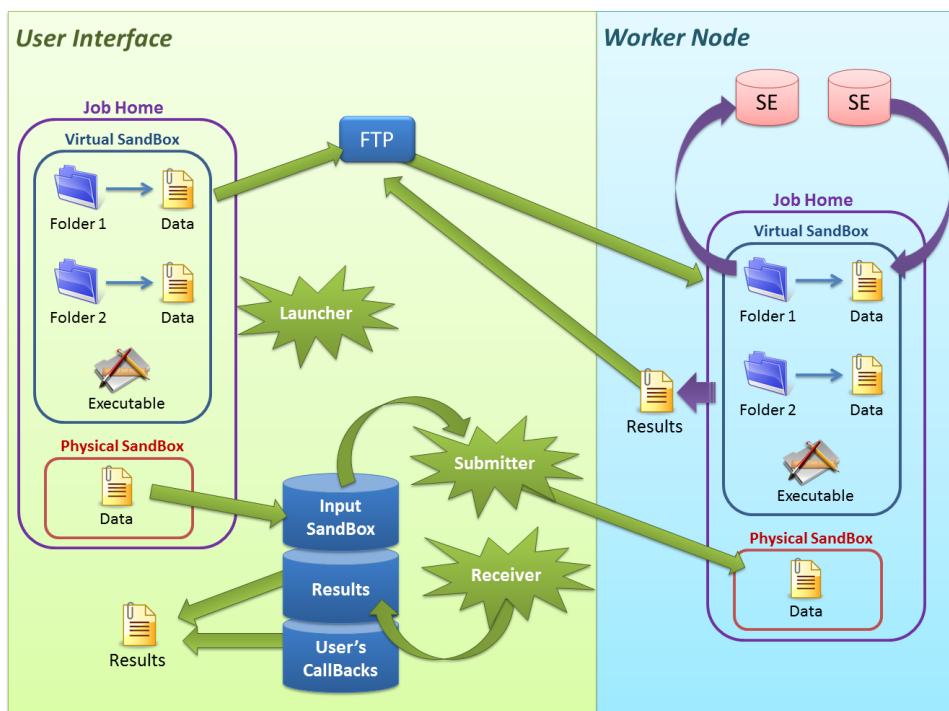 User Interface
Job Home
Virtual SandBox
Folder 1
Data
Folder 2
Data
Executable
Physical SandBox
Data
FTP
Launcher
Submitter
Input
SandBox
Receiver
Results
User's
CallBacks
Results
Worker Node
SE
SE
Job Home
Virtual SandBox
Folder 1
Data
Folder 2
Data
Executable
Results
Physical SandBox
Data